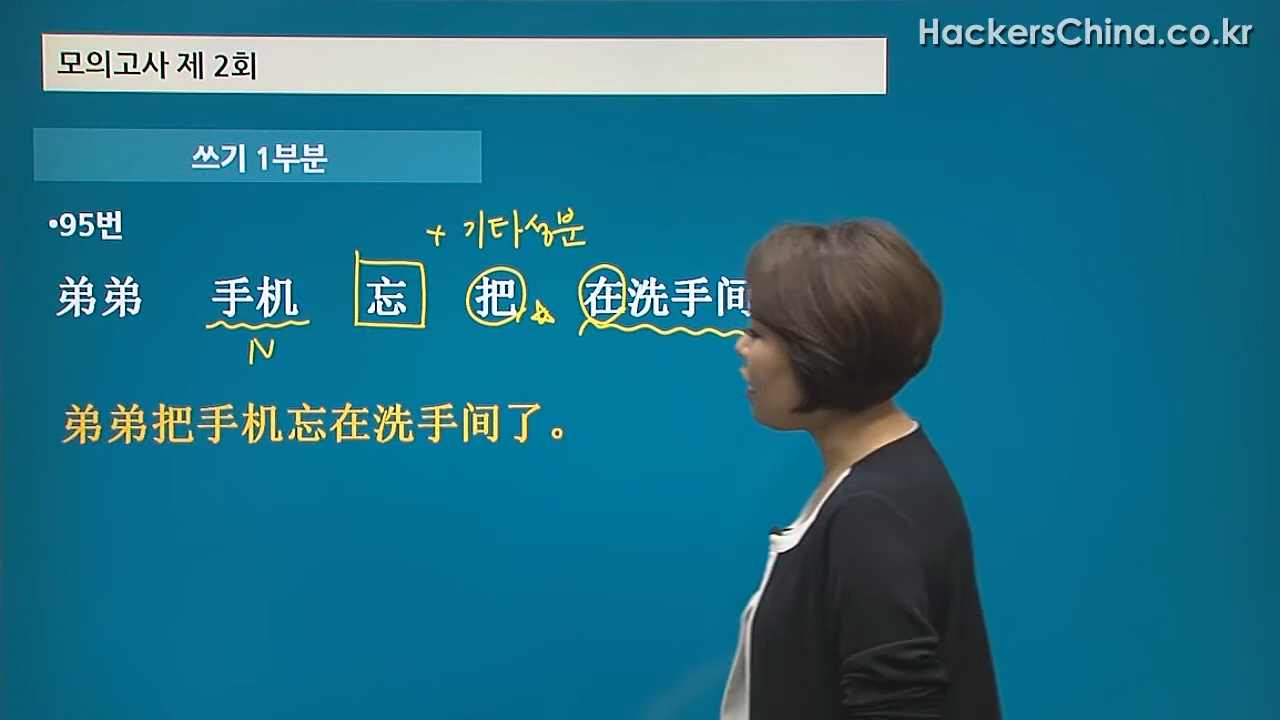 HackersChina.co.kr
모의고사 제 2회
쓰기 1부분
•95번
+ 기타성분
弟弟 手机 忘 把 在洗手间
N
弟弟把手机忘在洗手间了。